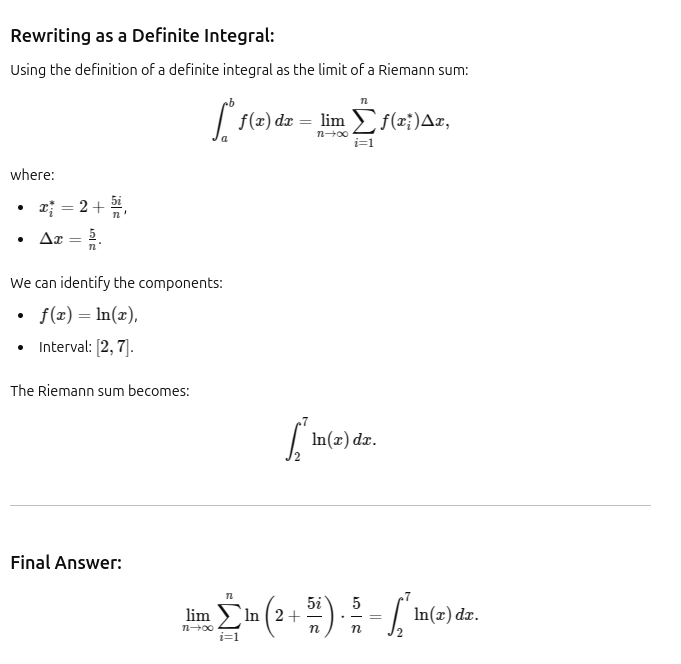 Rewriting as a Definite Integral:
Using the definition of a definite integral as the limit of a Riemann sum:
$$\int_a^b f(x)\,dx = \lim_{n\to\infty} \sum_{i=1}^{n} f(x_i^*)\Delta x,$$
where:
• $x_i^* = 2 + \frac{5i}{n}$,
• $\Delta x = \frac{5}{n}$.
We can identify the components:
• $f(x) = \ln(x)$,
• Interval: $[2, 7]$.
The Riemann sum becomes:
$$\int_2^7 \ln(x)\,dx.$$
Final Answer:
$$\lim_{n\to\infty} \sum_{i=1}^{n} \ln\left(2 + \frac{5i}{n}\right) \cdot \frac{5}{n} = \int_2^7 \ln(x)\,dx.$$